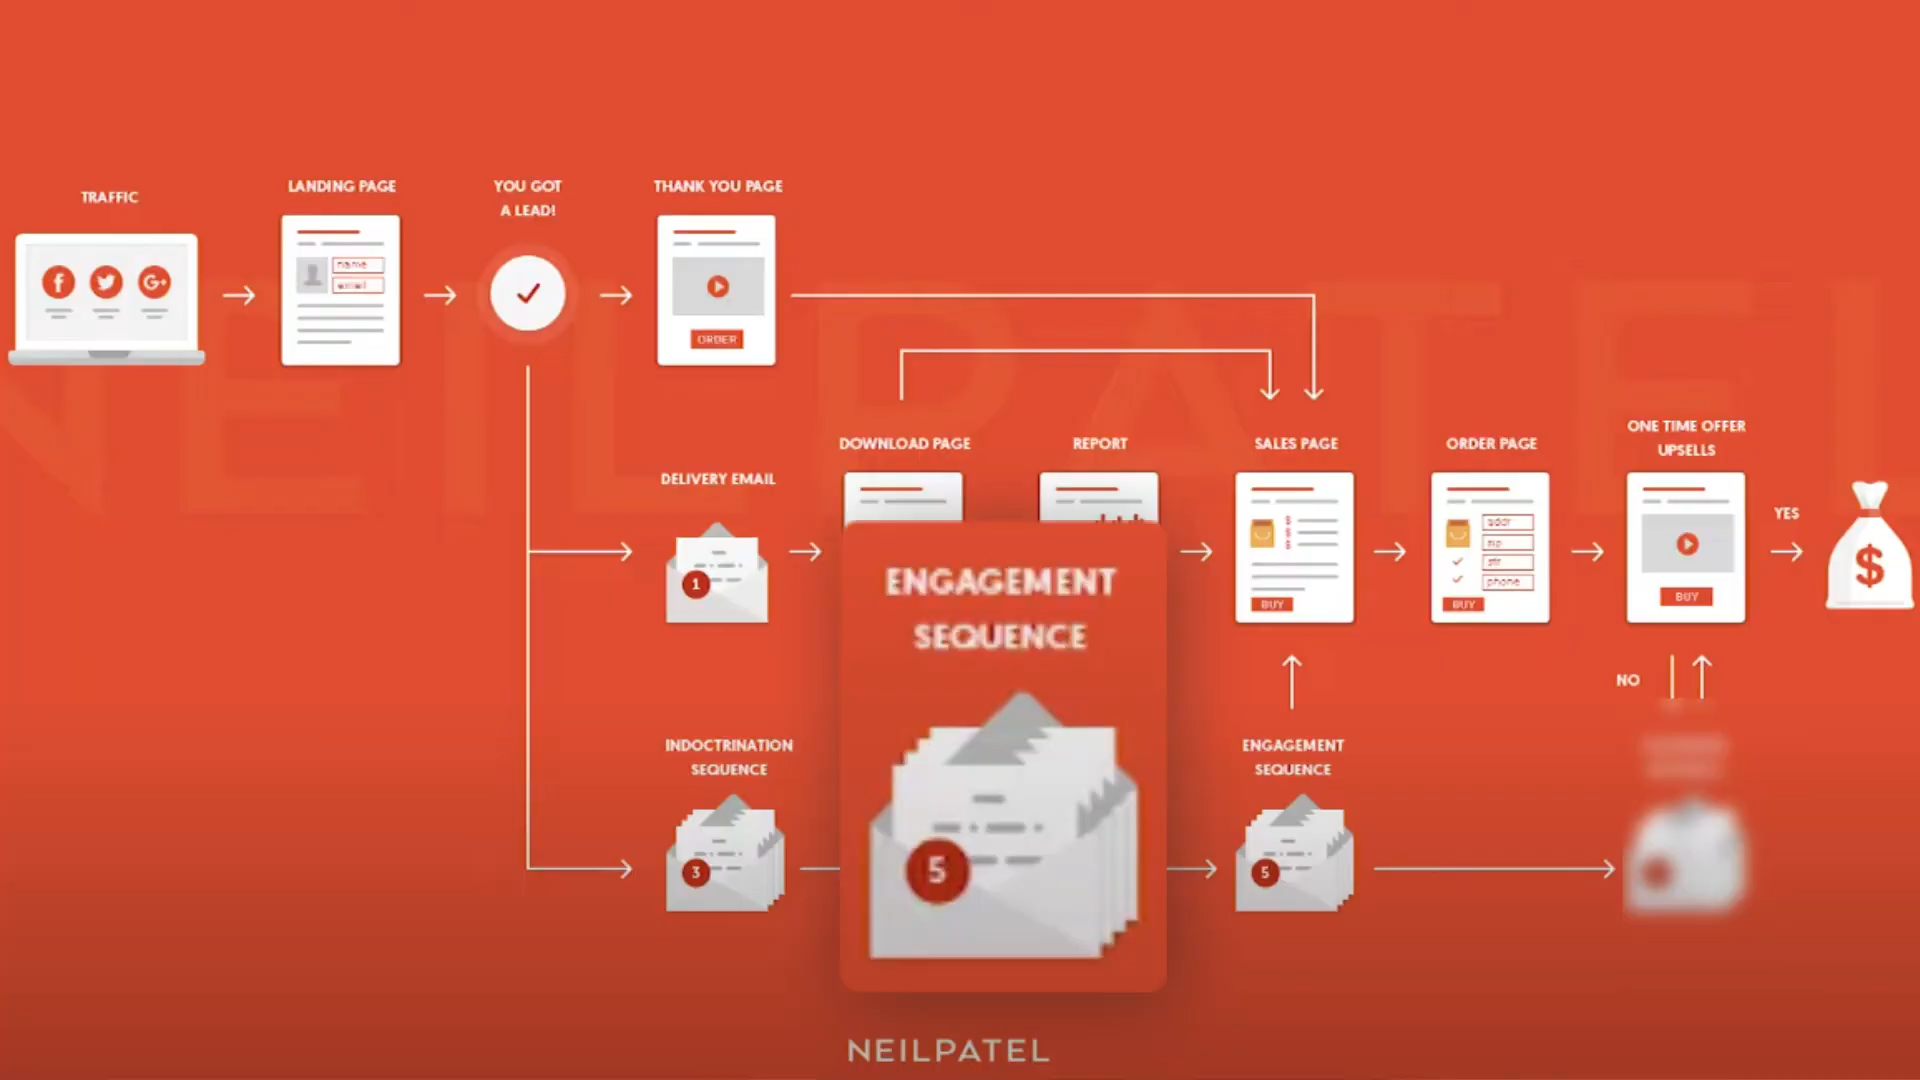 TRAFFIC
LANDING PAGE
YOU GOT
A LEAD!
THANK YOU PAGE
name
email
ORDER
DOWNLOAD PAGE
REPORT
SALES PAGE
ORDER PAGE
ONE TIME OFFER
UPSELLS
DELIVERY EMAIL
1
BUY
addr
zip
str
phone
BUY
BUY
YES
$
ENGAGEMENT
SEQUENCE
5
NO
INDOCTRINATION
SEQUENCE
3
ENGAGEMENT
SEQUENCE
5
NEILPATEL
NEILPATEL